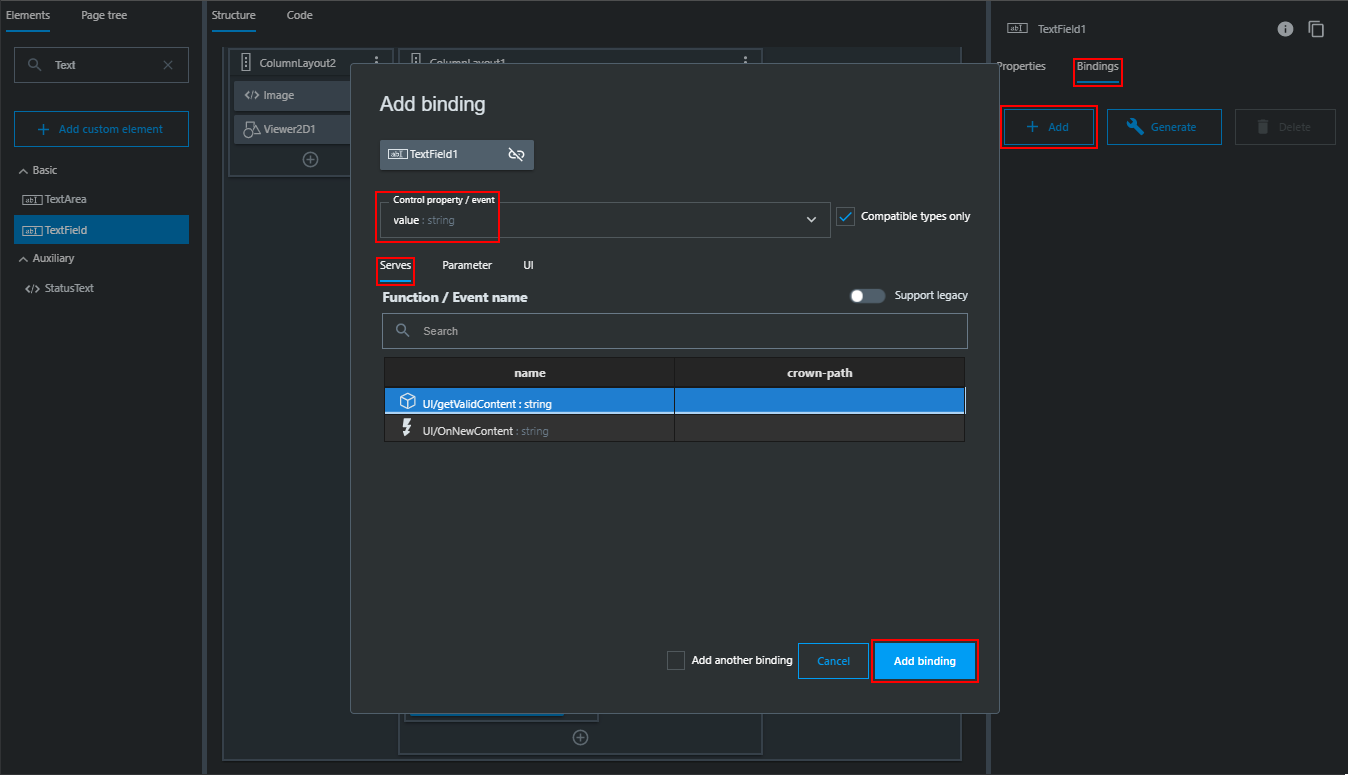 Elements
Page tree
Text
Add custom element
Basic
TextArea
TextField
Auxiliary
StatusText
Structure
Code
ColumnLayout2
ColumnLayout1
Image
Viewer2D1
Add binding
TextField1
Control property / event
value : string
Compatible types only
Serves
Parameter
UI
Function / Event name
Support legacy
Search
name
crown-path
UI/getValidContent : string
UI/OnNewContent : string
Add another binding
Cancel
Add binding
TextField1
Properties
Bindings
Add
Generate
Delete